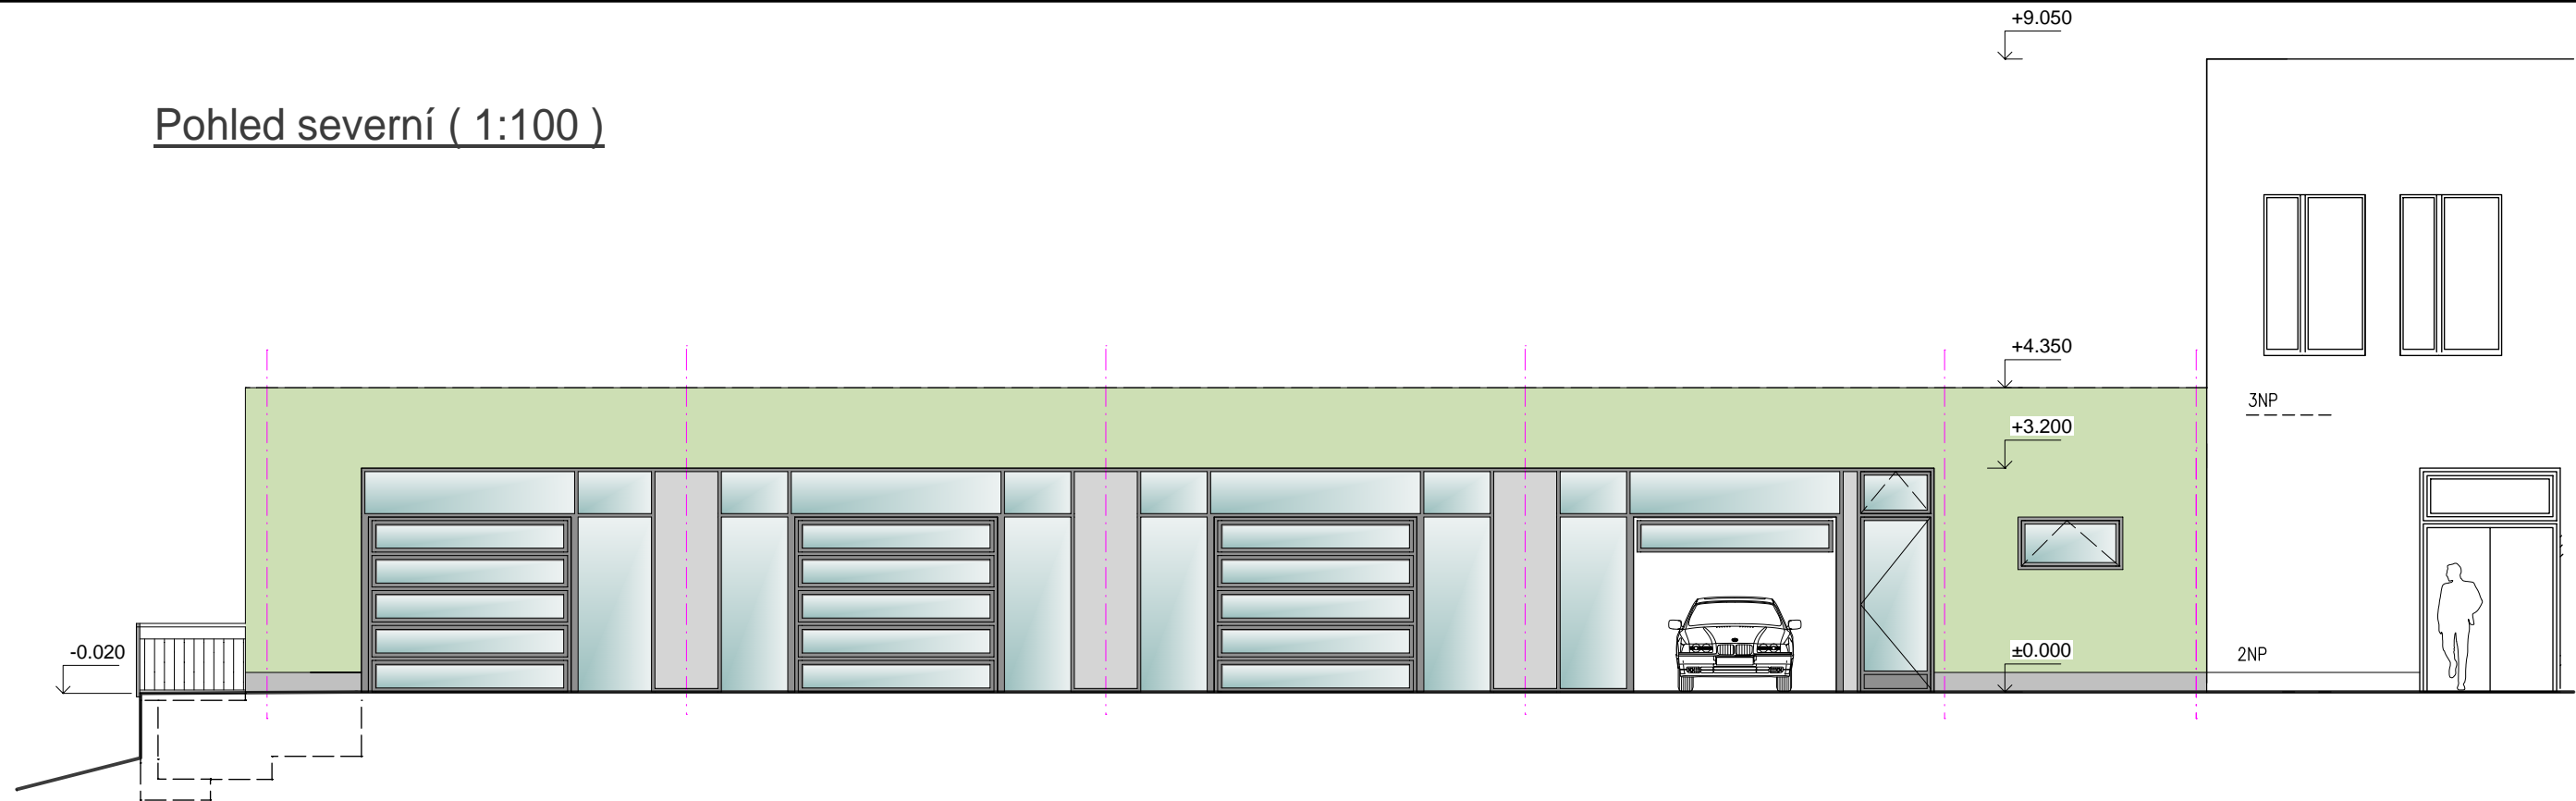 +9.050
Pohled severní ( 1:100 )
+4.350
3NP
+3.200
-0.020
±0.000
2NP